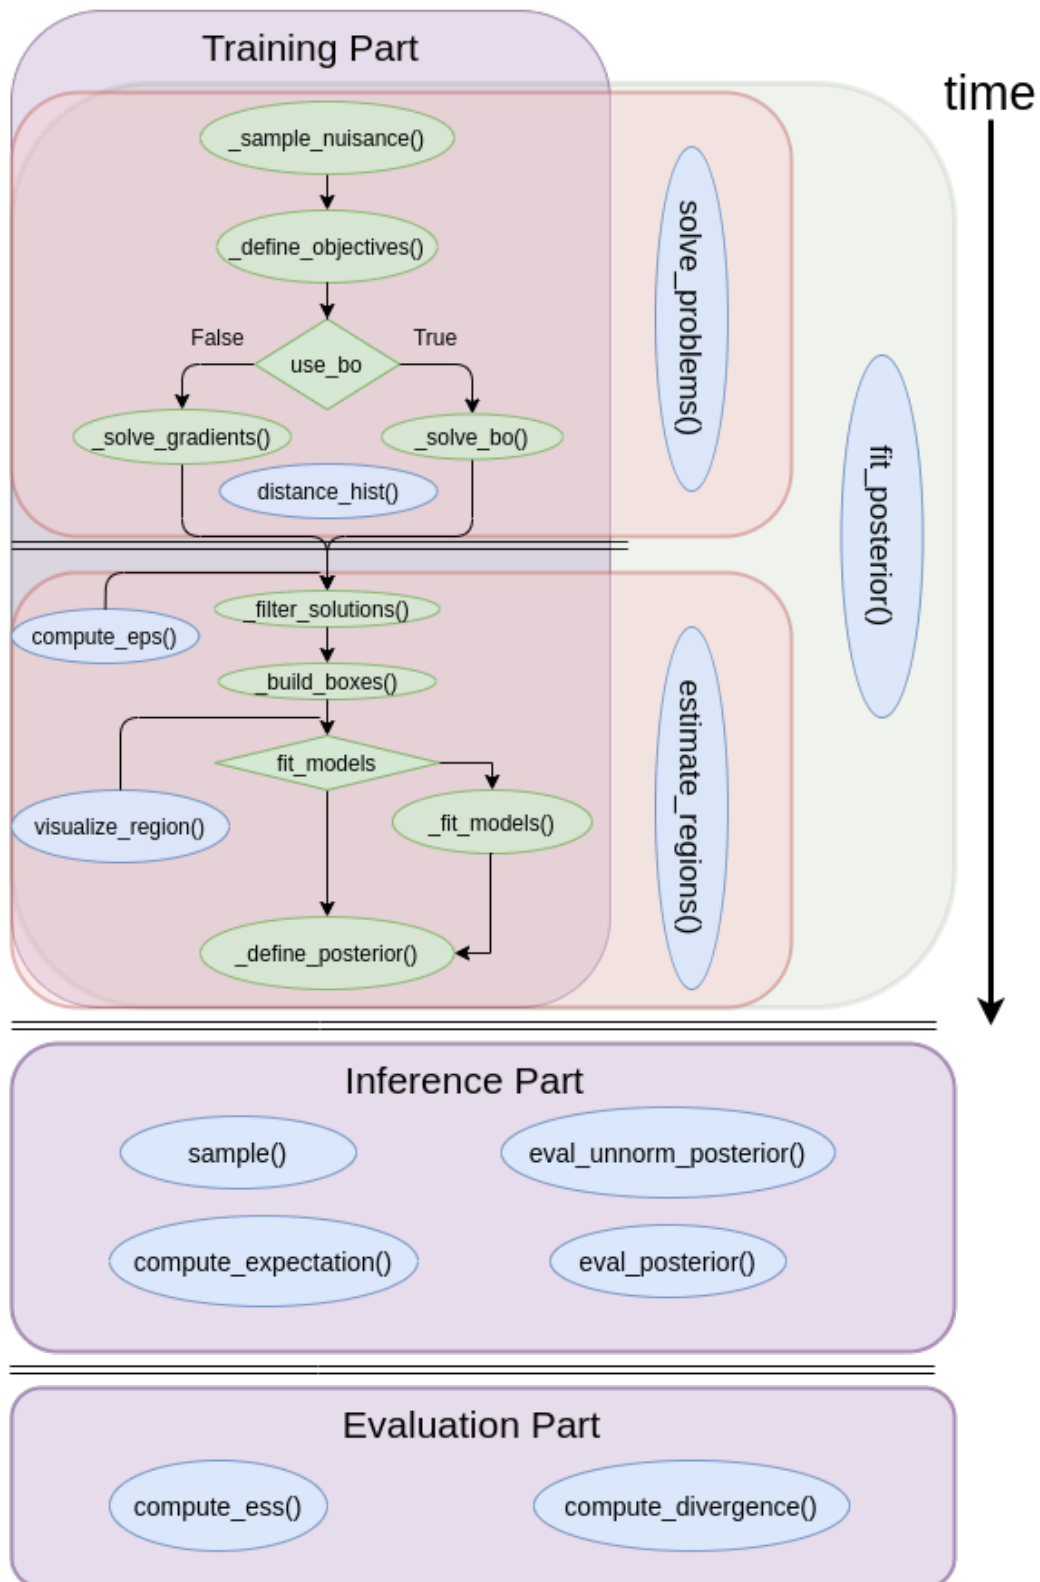 Training Part
time
_sample_nuisance()
_define_objectives()
solve_problems()
False
True
use_bo
_solve_gradients()
_solve_bo()
distance_hist()
fit_posterior()
_filter_solutions()
compute_eps()
_build_boxes()
estimate_regions()
fit_models
visualize_region()
_fit_models()
_define_posterior()
Inference Part
sample()
eval_unnorm_posterior()
compute_expectation()
eval_posterior()
Evaluation Part
compute_ess()
compute_divergence()